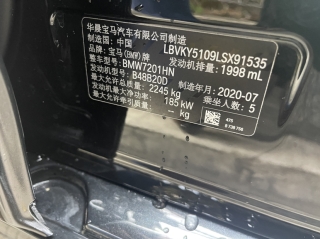 华晨宝马汽车有限公司制造
制造国: 中国 LBVKY5109LSX91535
品牌: 宝马(BMW)牌 发动机排量: 1998 mL
整车型号: BMW7201HN
发动机型号: B48B20D 制造年月: 2020-07
最大允许总质量: 2245 kg 乘坐人数: 5
发动机最大净功率: 185 kW
最大允许牵引质量: -- kg
475